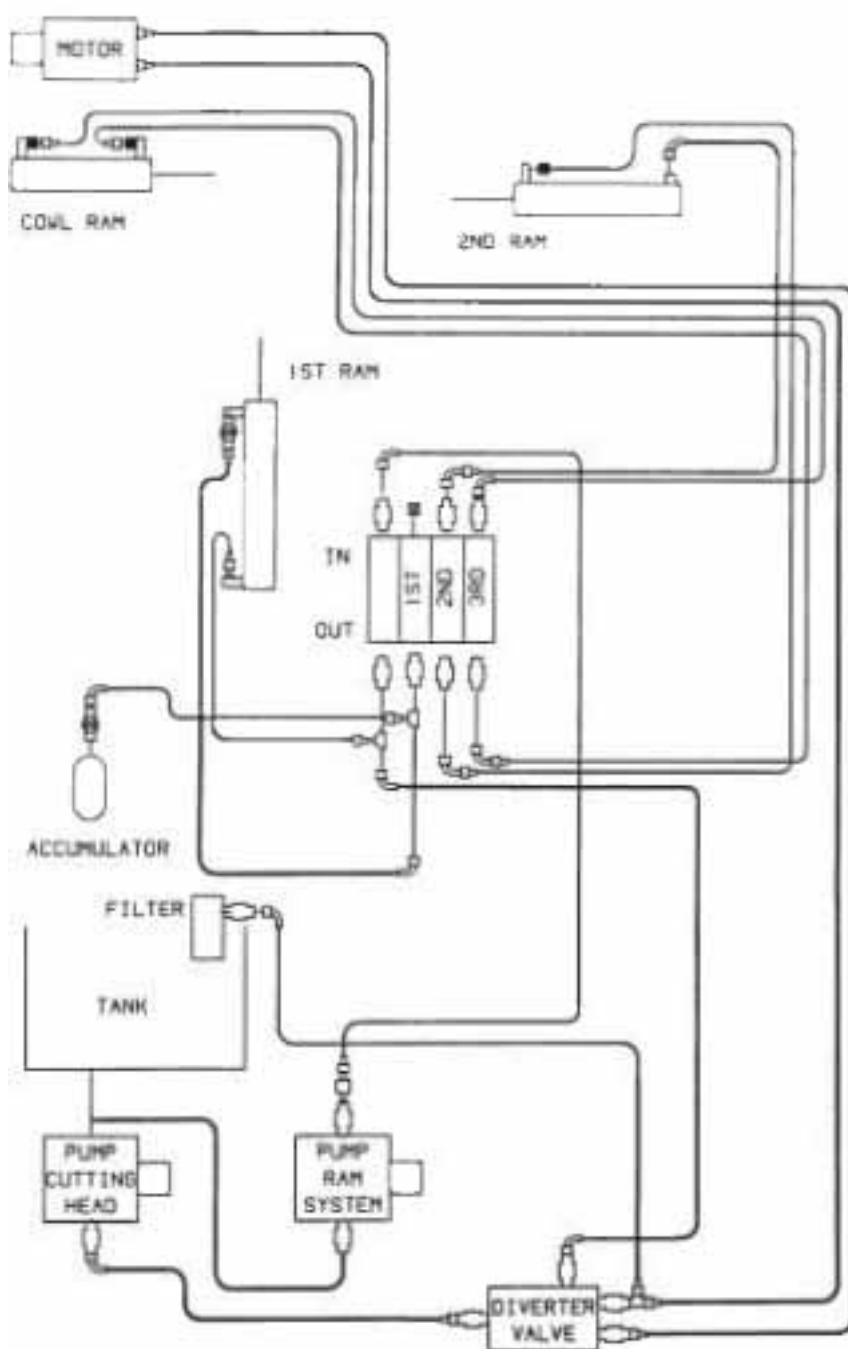 MOTOR
COWL RAM
2ND RAM
1ST RAM
IN
OUT
1ST
2ND
3RD
ACCUMULATOR
FILTER
TANK
PUMP
CUTTING
HEAD
PUMP
RAM
SYSTEM
DIVERTER
VALVE